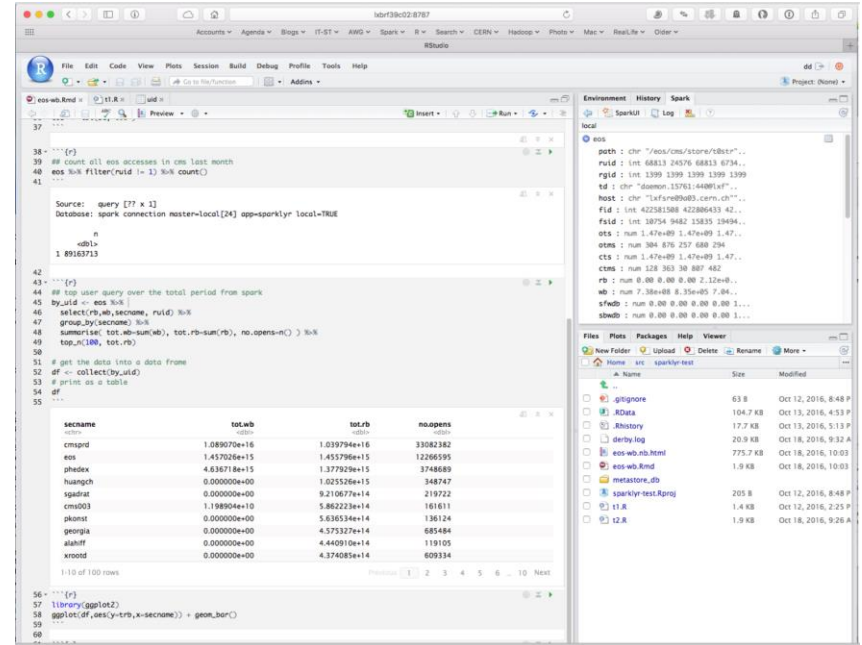 lxbrf39c02:8787
Accounts Agenda Blogs IT-ST AWG Spark R Search CERN Hadoop Photo Mac RealLife Older
RStudio
File Edit Code View Plots Session Build Debug Profile Tools Help
dd
Go to file/function
Addins
Project: (None)
eos-wb.Rmd
t1.R
uid
Preview
Insert
Run
37 ```
38 ```{r}
39 ## count all eos accesses in cms last month
40 eos %>% filter(ruid != 1) %>% count()
41 ```
Source: query [?? x 1]
Database: spark connection master=local[24] app=sparklyr local=TRUE
n
<dbl>
1 89163713
42
43 ```{r}
44 ## top user query over the total period from spark
45 by_uid <- eos %>%
46 select(rb,wb,secname, ruid) %>%
47 group_by(secname) %>%
48 summarise( tot.wb=sum(wb), tot.rb=sum(rb), no.opens=n() ) %>%
49 top_n(100, tot.rb)
50
51 # get the data into a data frame
52 df <- collect(by_uid)
53 # print as a table
54 df
55 ```
secname tot.wb tot.rb no.opens
<chr> <dbl> <dbl> <dbl>
cmsprd 1.089070e+16 1.039794e+16 33082382
eos 1.457026e+15 1.455796e+15 12266595
phedex 4.636718e+15 1.377929e+15 3748689
huangch 0.000000e+00 1.025526e+15 348747
sgadrat 0.000000e+00 9.210677e+14 219722
cms003 1.198904e+10 5.862223e+14 161611
pkonst 0.000000e+00 5.636534e+14 136124
georgia 0.000000e+00 4.575327e+14 685484
alahiff 0.000000e+00 4.440910e+14 119105
xrootd 0.000000e+00 4.374085e+14 609334
1-10 of 100 rows
Previous 1 2 3 4 5 6 .. 10 Next
56 ```{r}
57 library(ggplot2)
58 ggplot(df,aes(y=trb,x=secname)) + geom_bar()
59 ```
60
Environment History Spark
SparkUI Log
local
eos
path : chr "/eos/cms/store/t0str"..
ruid : int 68813 24576 68813 6734..
rgid : int 1399 1399 1399 1399 1399
td : chr "daemon.15761:4400lxf"..
host : chr "lxfsre09a03.cern.ch""..
fid : int 422581508 422806433 42..
fsid : int 10754 9482 15835 19494..
ots : num 1.47e+09 1.47e+09 1.47..
otms : num 304 876 257 680 294
cts : num 1.47e+09 1.47e+09 1.47..
ctms : num 128 363 30 807 482
rb : num 0.00 0.00 0.00 2.12e+0..
wb : num 7.38e+08 8.35e+05 7.04..
sfwdb : num 0.00 0.00 0.00 0.00 1...
sbwdb : num 0.00 0.00 0.00 0.00 1...
Files Plots Packages Help Viewer
New Folder Upload Delete Rename More
Home src sparklyr-test
Name Size Modified
..
.gitignore 63 B Oct 12, 2016, 8:48 P
.RData 104.7 KB Oct 13, 2016, 4:53 P
.Rhistory 17.7 KB Oct 13, 2016, 5:13 P
derby.log 20.9 KB Oct 18, 2016, 9:32 A
eos-wb.nb.html 775.7 KB Oct 18, 2016, 10:03
eos-wb.Rmd 1.9 KB Oct 18, 2016, 10:03
metastore_db
sparklyr-test.Rproj 205 B Oct 12, 2016, 8:48 P
t1.R 1.4 KB Oct 12, 2016, 2:25 P
t2.R 1.9 KB Oct 18, 2016, 9:26 A